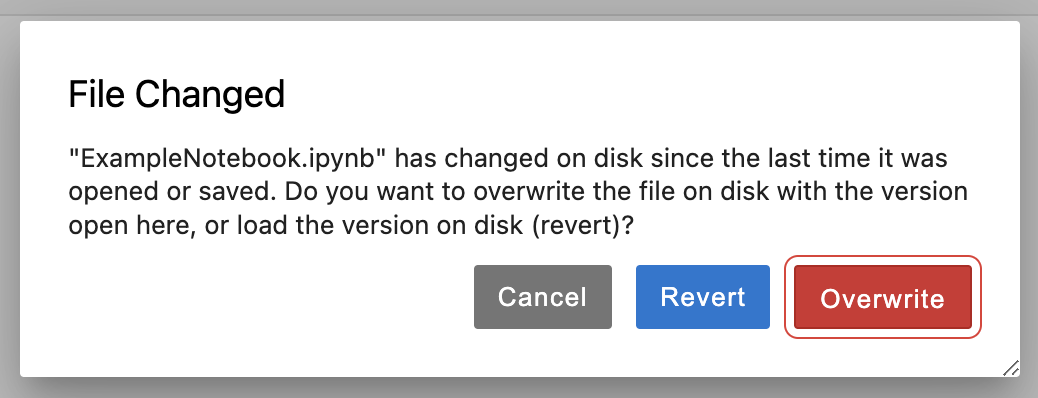 File Changed
"ExampleNotebook.ipynb" has changed on disk since the last time it was
opened or saved. Do you want to overwrite the file on disk with the version
open here, or load the version on disk (revert)?
Cancel Revert Overwrite